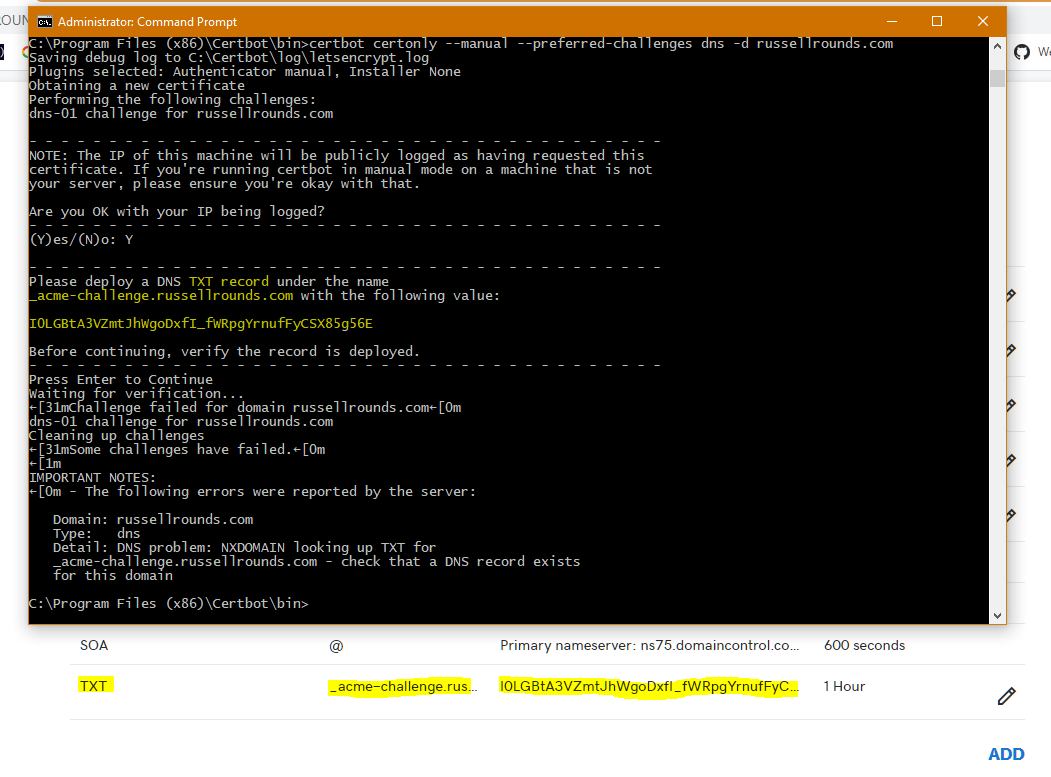 OUN
Administrator: Command Prompt
C:\Program Files (x86)\Certbot\bin>certbot certonly --manual --preferred-challenges dns -d russellrounds.com
Saving debug log to C:\Certbot\log\letsencrypt.log
Plugins selected: Authenticator manual, Installer None
Obtaining a new certificate
Performing the following challenges:
dns-01 challenge for russellrounds.com
- - - - - - - - - - - - - - - - - - - - - - - - - - - - - - - - - - - - - - - -
NOTE: The IP of this machine will be publicly logged as having requested this
certificate. If you're running certbot in manual mode on a machine that is not
your server, please ensure you're okay with that.
Are you OK with your IP being logged?
- - - - - - - - - - - - - - - - - - - - - - - - - - - - - - - - - - - - - - - -
(Y)es/(N)o: Y
- - - - - - - - - - - - - - - - - - - - - - - - - - - - - - - - - - - - - - - -
Please deploy a DNS TXT record under the name
_acme-challenge.russellrounds.com with the following value:
I0LGBtA3VZmtJhWgoDxfI_fWRpgYrnufFyCSX85g56E
Before continuing, verify the record is deployed.
- - - - - - - - - - - - - - - - - - - - - - - - - - - - - - - - - - - - - - - -
Press Enter to Continue
Waiting for verification...
←[31mChallenge failed for domain russellrounds.com←[0m
dns-01 challenge for russellrounds.com
Cleaning up challenges
←[31mSome challenges have failed.←[0m
←[1m
IMPORTANT NOTES:
←[0m - The following errors were reported by the server:
Domain: russellrounds.com
Type: dns
Detail: DNS problem: NXDOMAIN looking up TXT for
_acme-challenge.russellrounds.com - check that a DNS record exists
for this domain
C:\Program Files (x86)\Certbot\bin>
We
SOA @ Primary nameserver: ns75.domaincontrol.co... 600 seconds
TXT _acme-challenge.rus... I0LGBtA3VZmtJhWgoDxfI_fWRpgYrnufFyC... 1 Hour
ADD